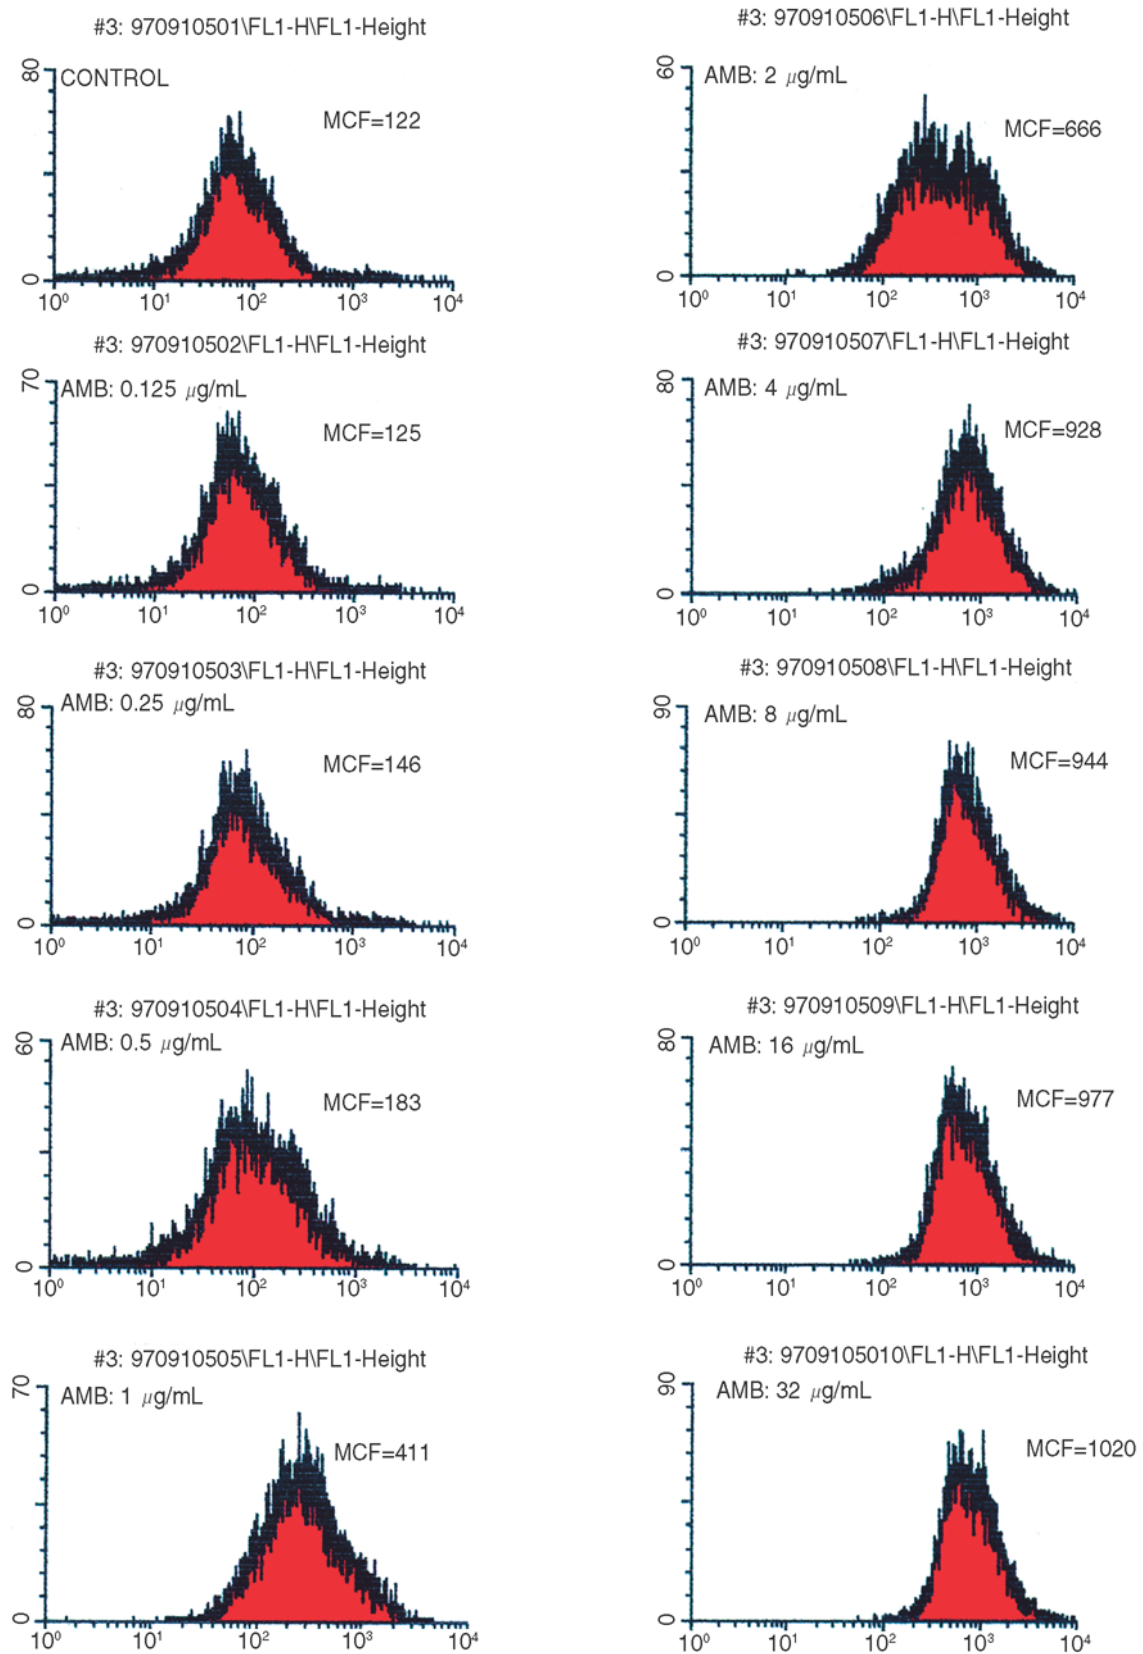 #3: 970910501\FL1-H\FL1-Height
80
CONTROL
MCF=122
0
10⁰ 10¹ 10² 10³ 10⁴
#3: 970910502\FL1-H\FL1-Height
70
AMB: 0.125 µg/mL
MCF=125
0
10⁰ 10¹ 10² 10³ 10⁴
#3: 970910503\FL1-H\FL1-Height
80
AMB: 0.25 µg/mL
MCF=146
0
10⁰ 10¹ 10² 10³ 10⁴
#3: 970910504\FL1-H\FL1-Height
60
AMB: 0.5 µg/mL
MCF=183
0
10⁰ 10¹ 10² 10³ 10⁴
#3: 970910505\FL1-H\FL1-Height
70
AMB: 1 µg/mL
MCF=411
0
10⁰ 10¹ 10² 10³ 10⁴
#3: 970910506\FL1-H\FL1-Height
60
AMB: 2 µg/mL
MCF=666
0
10⁰ 10¹ 10² 10³ 10⁴
#3: 970910507\FL1-H\FL1-Height
80
AMB: 4 µg/mL
MCF=928
0
10⁰ 10¹ 10² 10³ 10⁴
#3: 970910508\FL1-H\FL1-Height
90
AMB: 8 µg/mL
MCF=944
0
10⁰ 10¹ 10² 10³ 10⁴
#3: 970910509\FL1-H\FL1-Height
80
AMB: 16 µg/mL
MCF=977
0
10⁰ 10¹ 10² 10³ 10⁴
#3: 9709105010\FL1-H\FL1-Height
90
AMB: 32 µg/mL
MCF=1020
0
10⁰ 10¹ 10² 10³ 10⁴